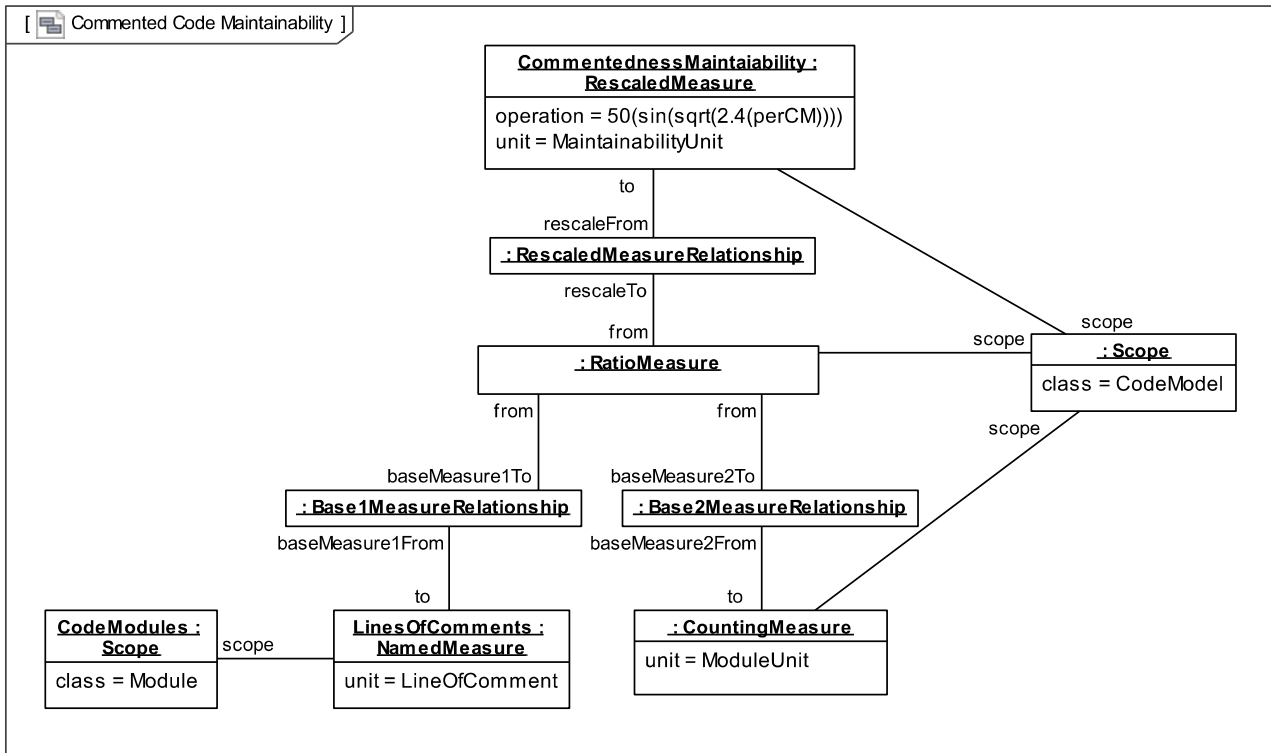 [ Commented Code Maintainability ]
CommentednessMaintaiability :
RescaledMeasure
operation = 50(sin(sqrt(2.4(perCM))))
unit = MaintainabilityUnit
to
rescaleFrom
: RescaledMeasureRelationship
rescaleTo
from
scope
scope
: RatioMeasure
: Scope
class = CodeModel
from
from
scope
baseMeasure1To
baseMeasure2To
: Base1MeasureRelationship
: Base2MeasureRelationship
baseMeasure1From
baseMeasure2From
to
to
CodeModules :
Scope
class = Module
scope
LinesOfComments :
NamedMeasure
unit = LineOfComment
: CountingMeasure
unit = ModuleUnit